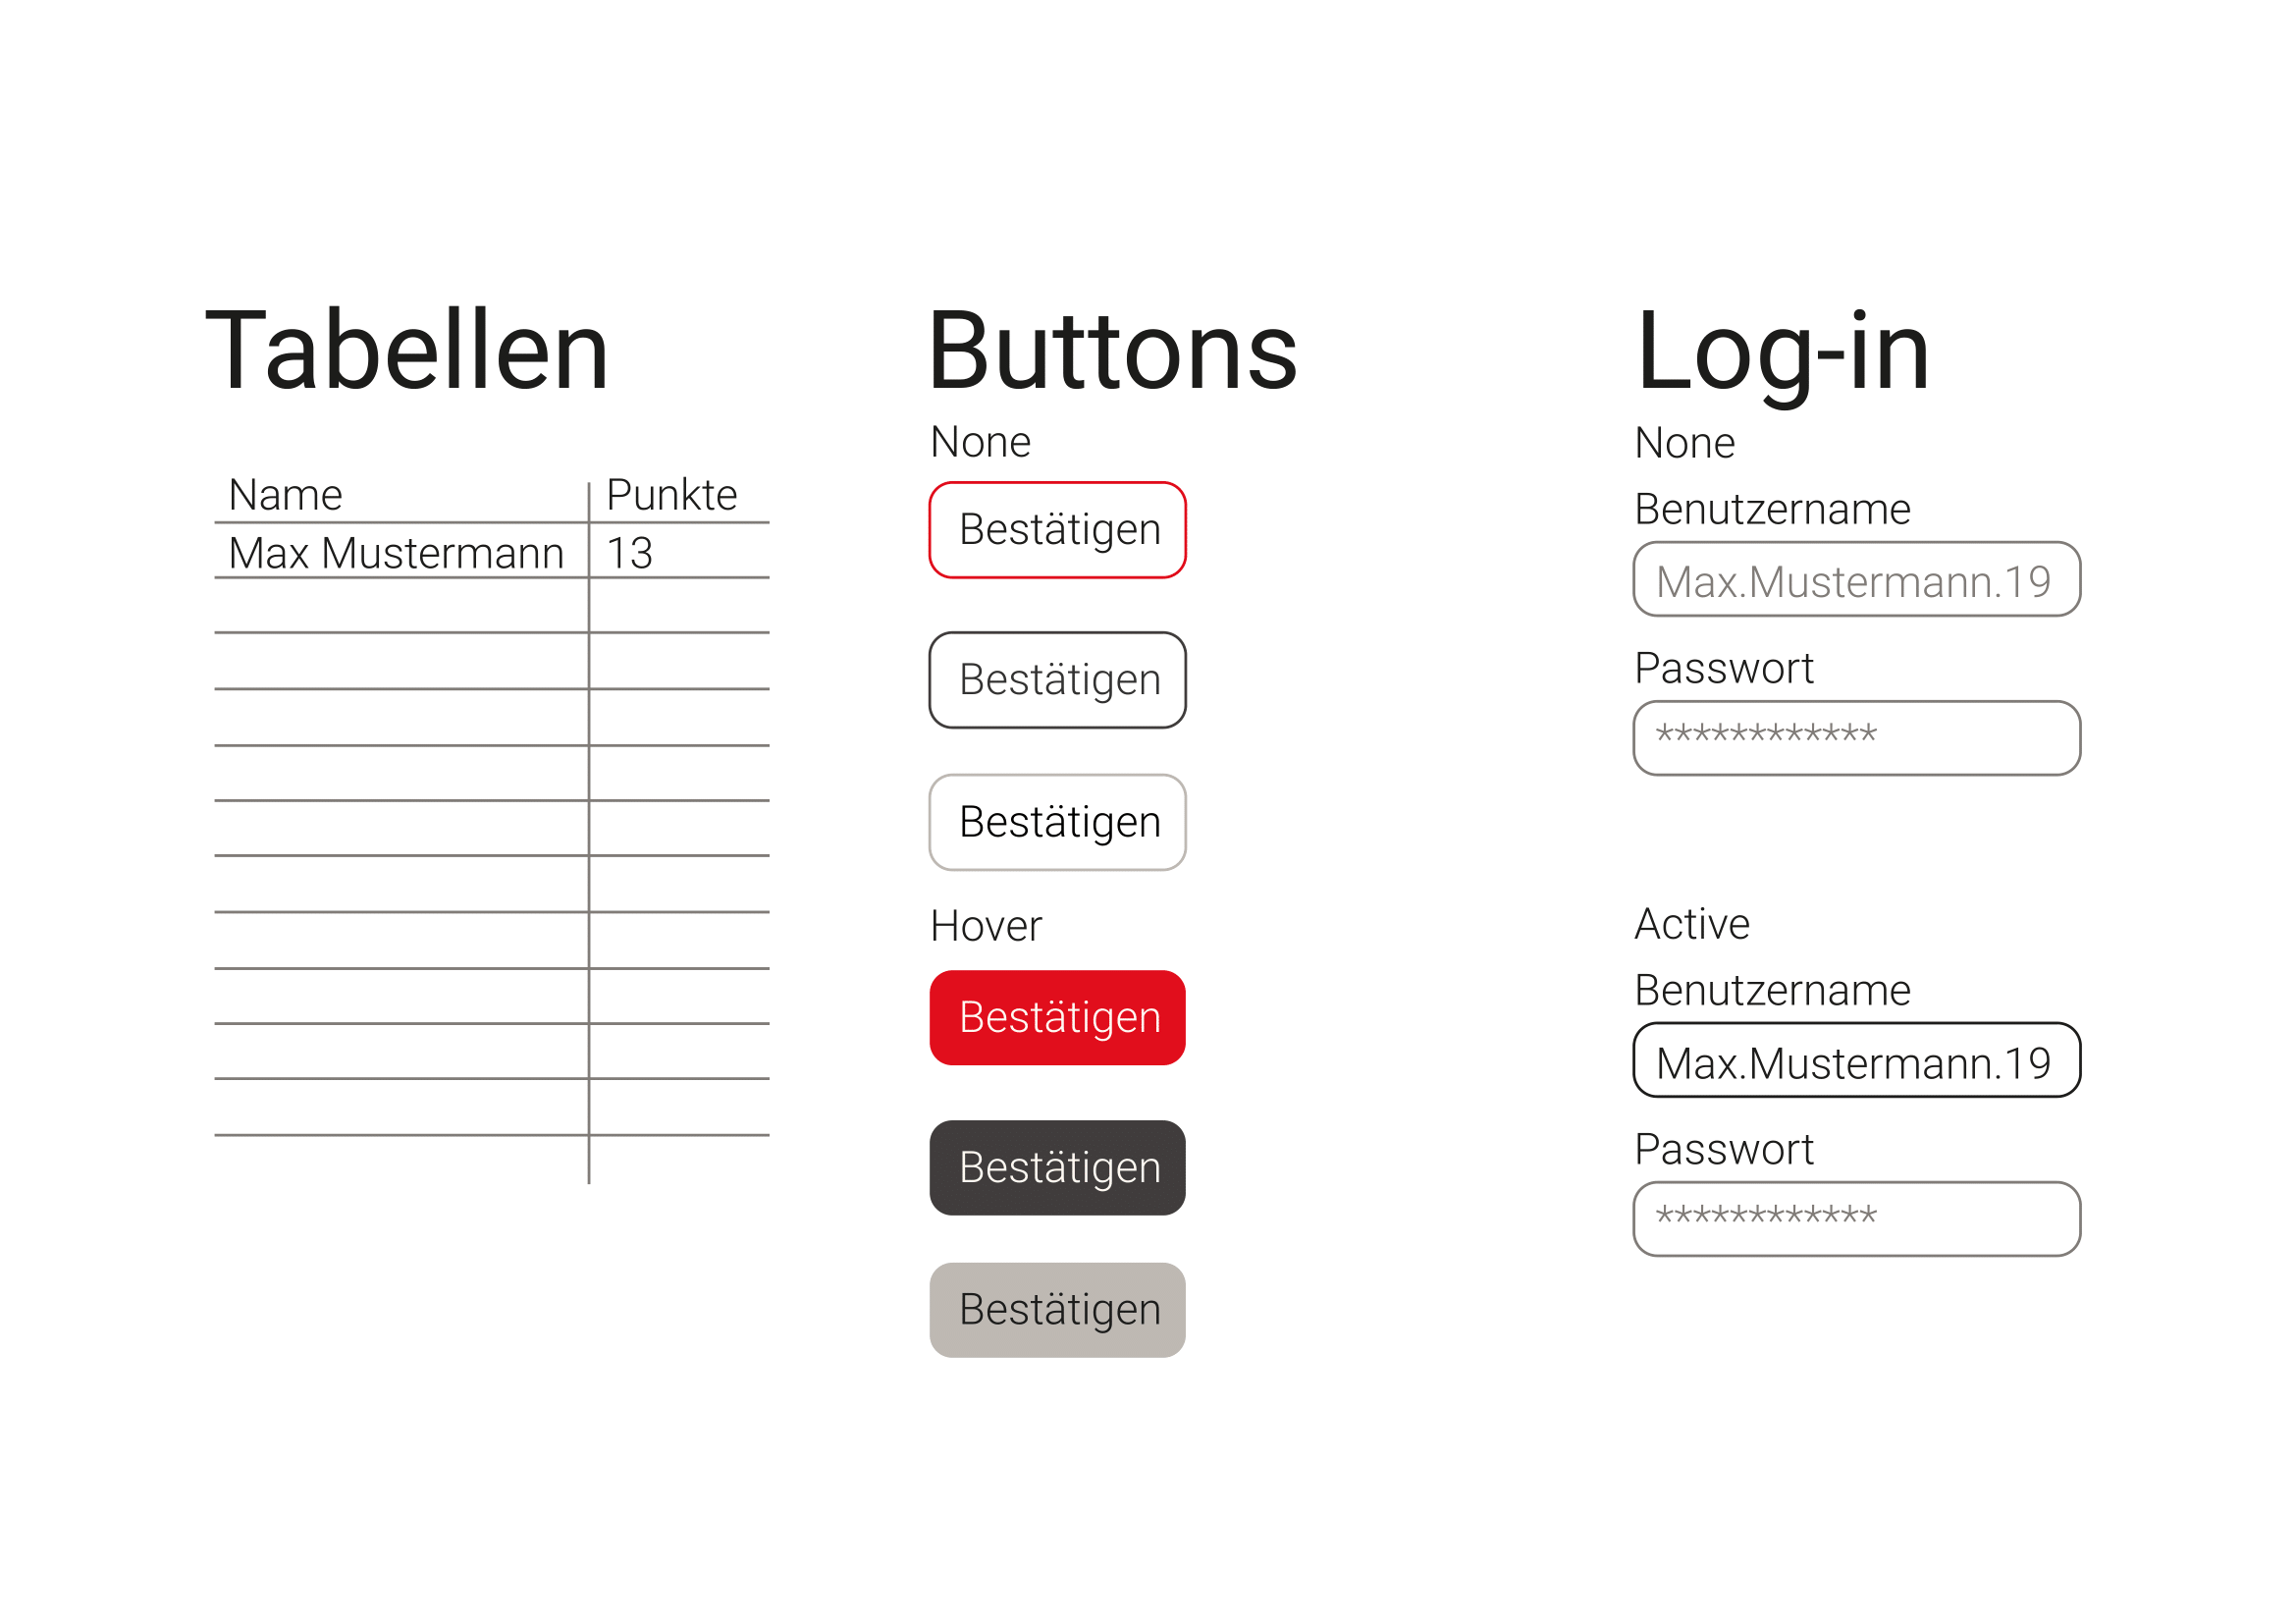 Tabellen
Name Punkte
Max Mustermann 13
Buttons
None
Bestätigen
Bestätigen
Bestätigen
Hover
Bestätigen
Bestätigen
Bestätigen
Log-in
None
Benutzername
Max.Mustermann.19
Passwort
************
Active
Benutzername
Max.Mustermann.19
Passwort
************